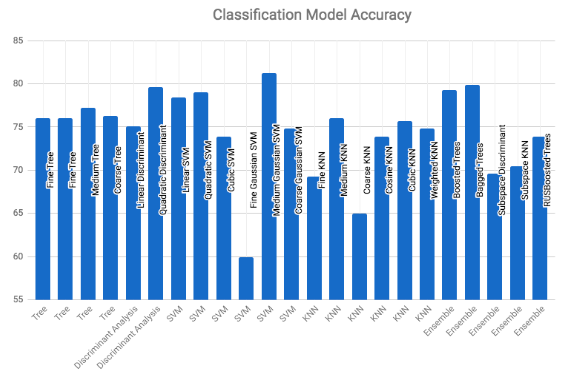 Classification Model Accuracy
85
80
75
70
65
60
55
Fine Tree
Fine Tree
Medium Tree
Coarse Tree
Linear Discriminant
Quadratic Discriminant
Linear SVM
Quadratic SVM
Cubic SVM
Fine Gaussian SVM
Medium Gaussian SVM
Coarse Gaussian SVM
Fine KNN
Medium KNN
Coarse KNN
Cosine KNN
Cubic KNN
Weighted KNN
Boosted Trees
Bagged Trees
Subspace Discriminant
Subspace KNN
RUSBoosted Trees
Tree
Tree
Tree
Tree
Discriminant Analysis
Discriminant Analysis
SVM
SVM
SVM
SVM
SVM
SVM
KNN
KNN
KNN
KNN
KNN
KNN
Ensemble
Ensemble
Ensemble
Ensemble
Ensemble